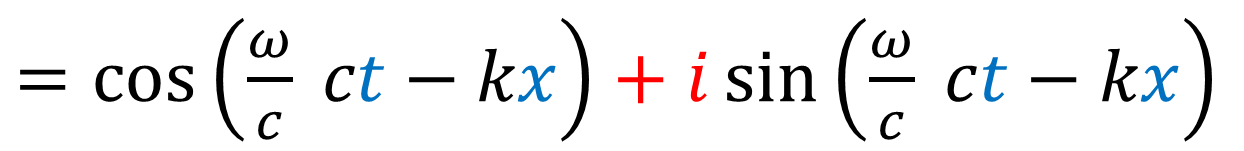 = cos(ω/c ct − kx) + i sin(ω/c ct − kx)